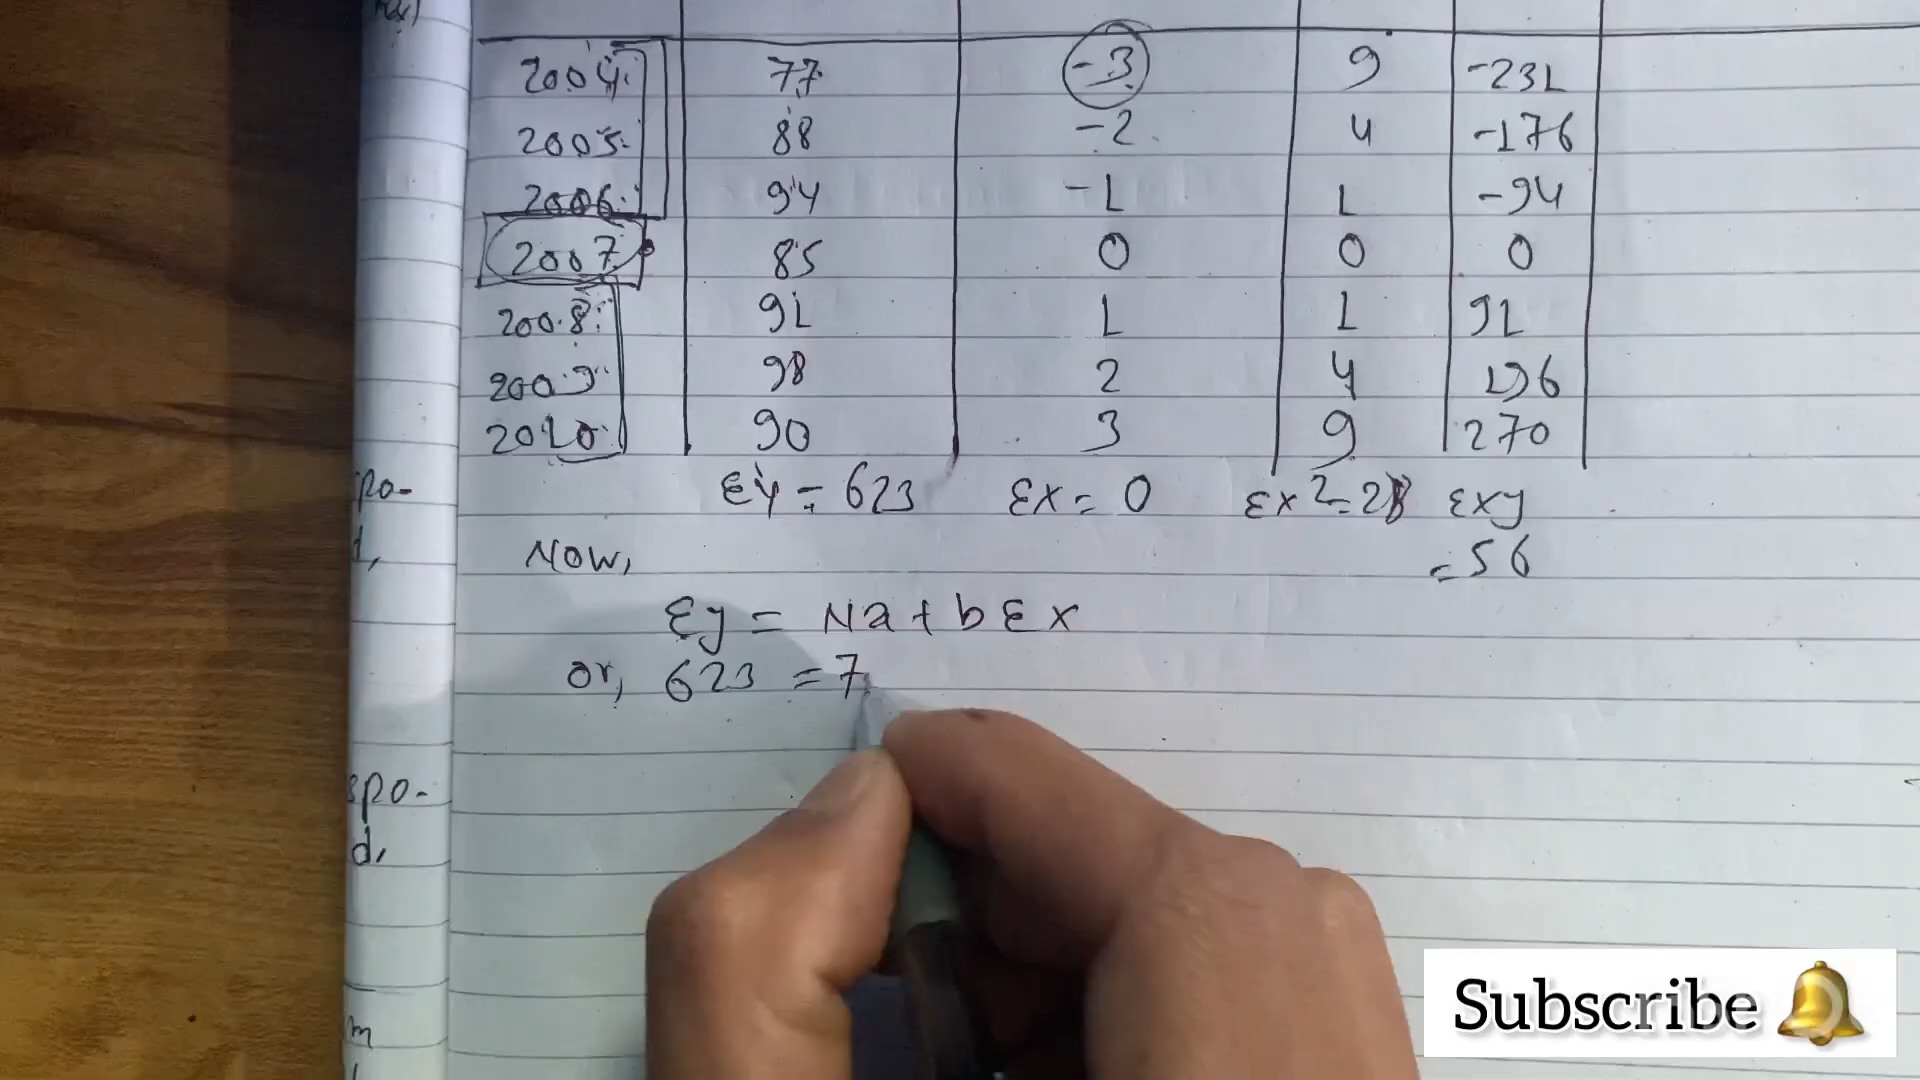 2004 77 -3 9 -231
2005 88 -2 4 -176
2006 94 -1 1 -94
2007 85 0 0 0
2008 91 1 1 91
2009 98 2 4 196
2010 90 3 9 270
po- Σy = 623 Σx = 0 Σx2 = 28 Σxy
d, Now, = 56
Σy = Na + bΣx
or, 623 = 7
spo-
d,
m
Subscribe